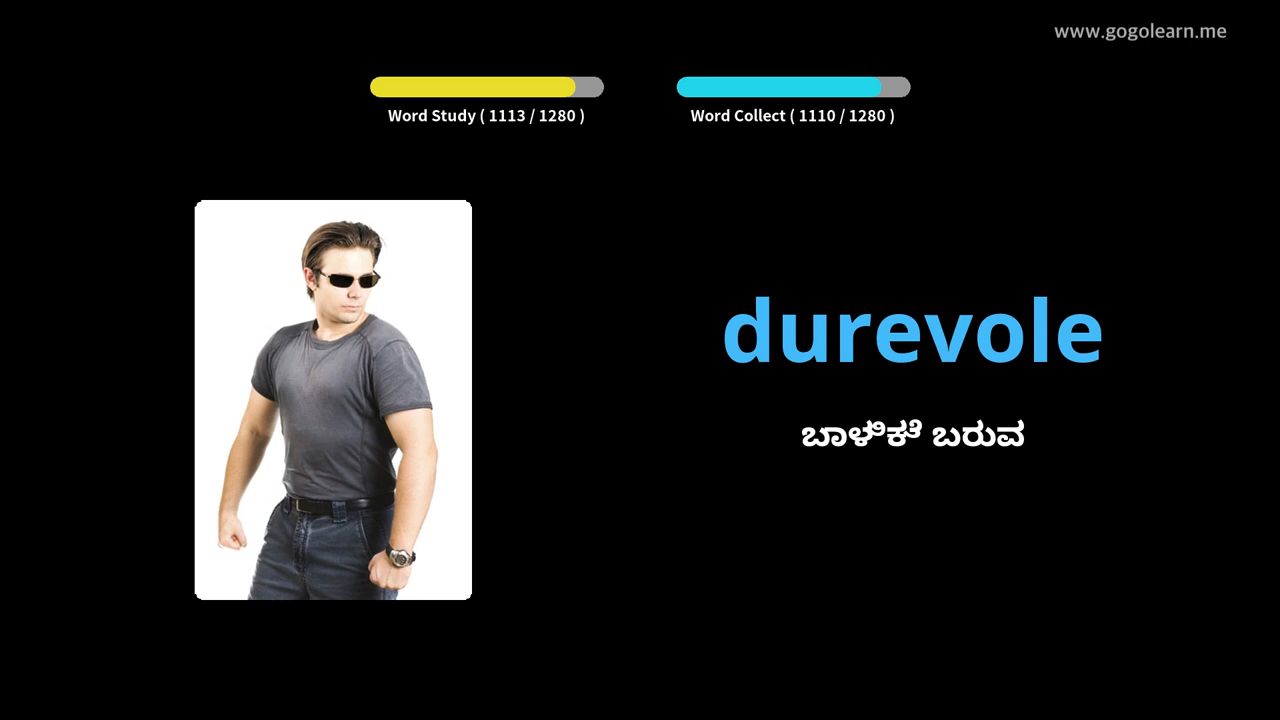 www.gogolearn.me
Word Study ( 1113 / 1280 )
Word Collect ( 1110 / 1280 )
durevole
ಬಾಳಿಕೆ ಬರುವ